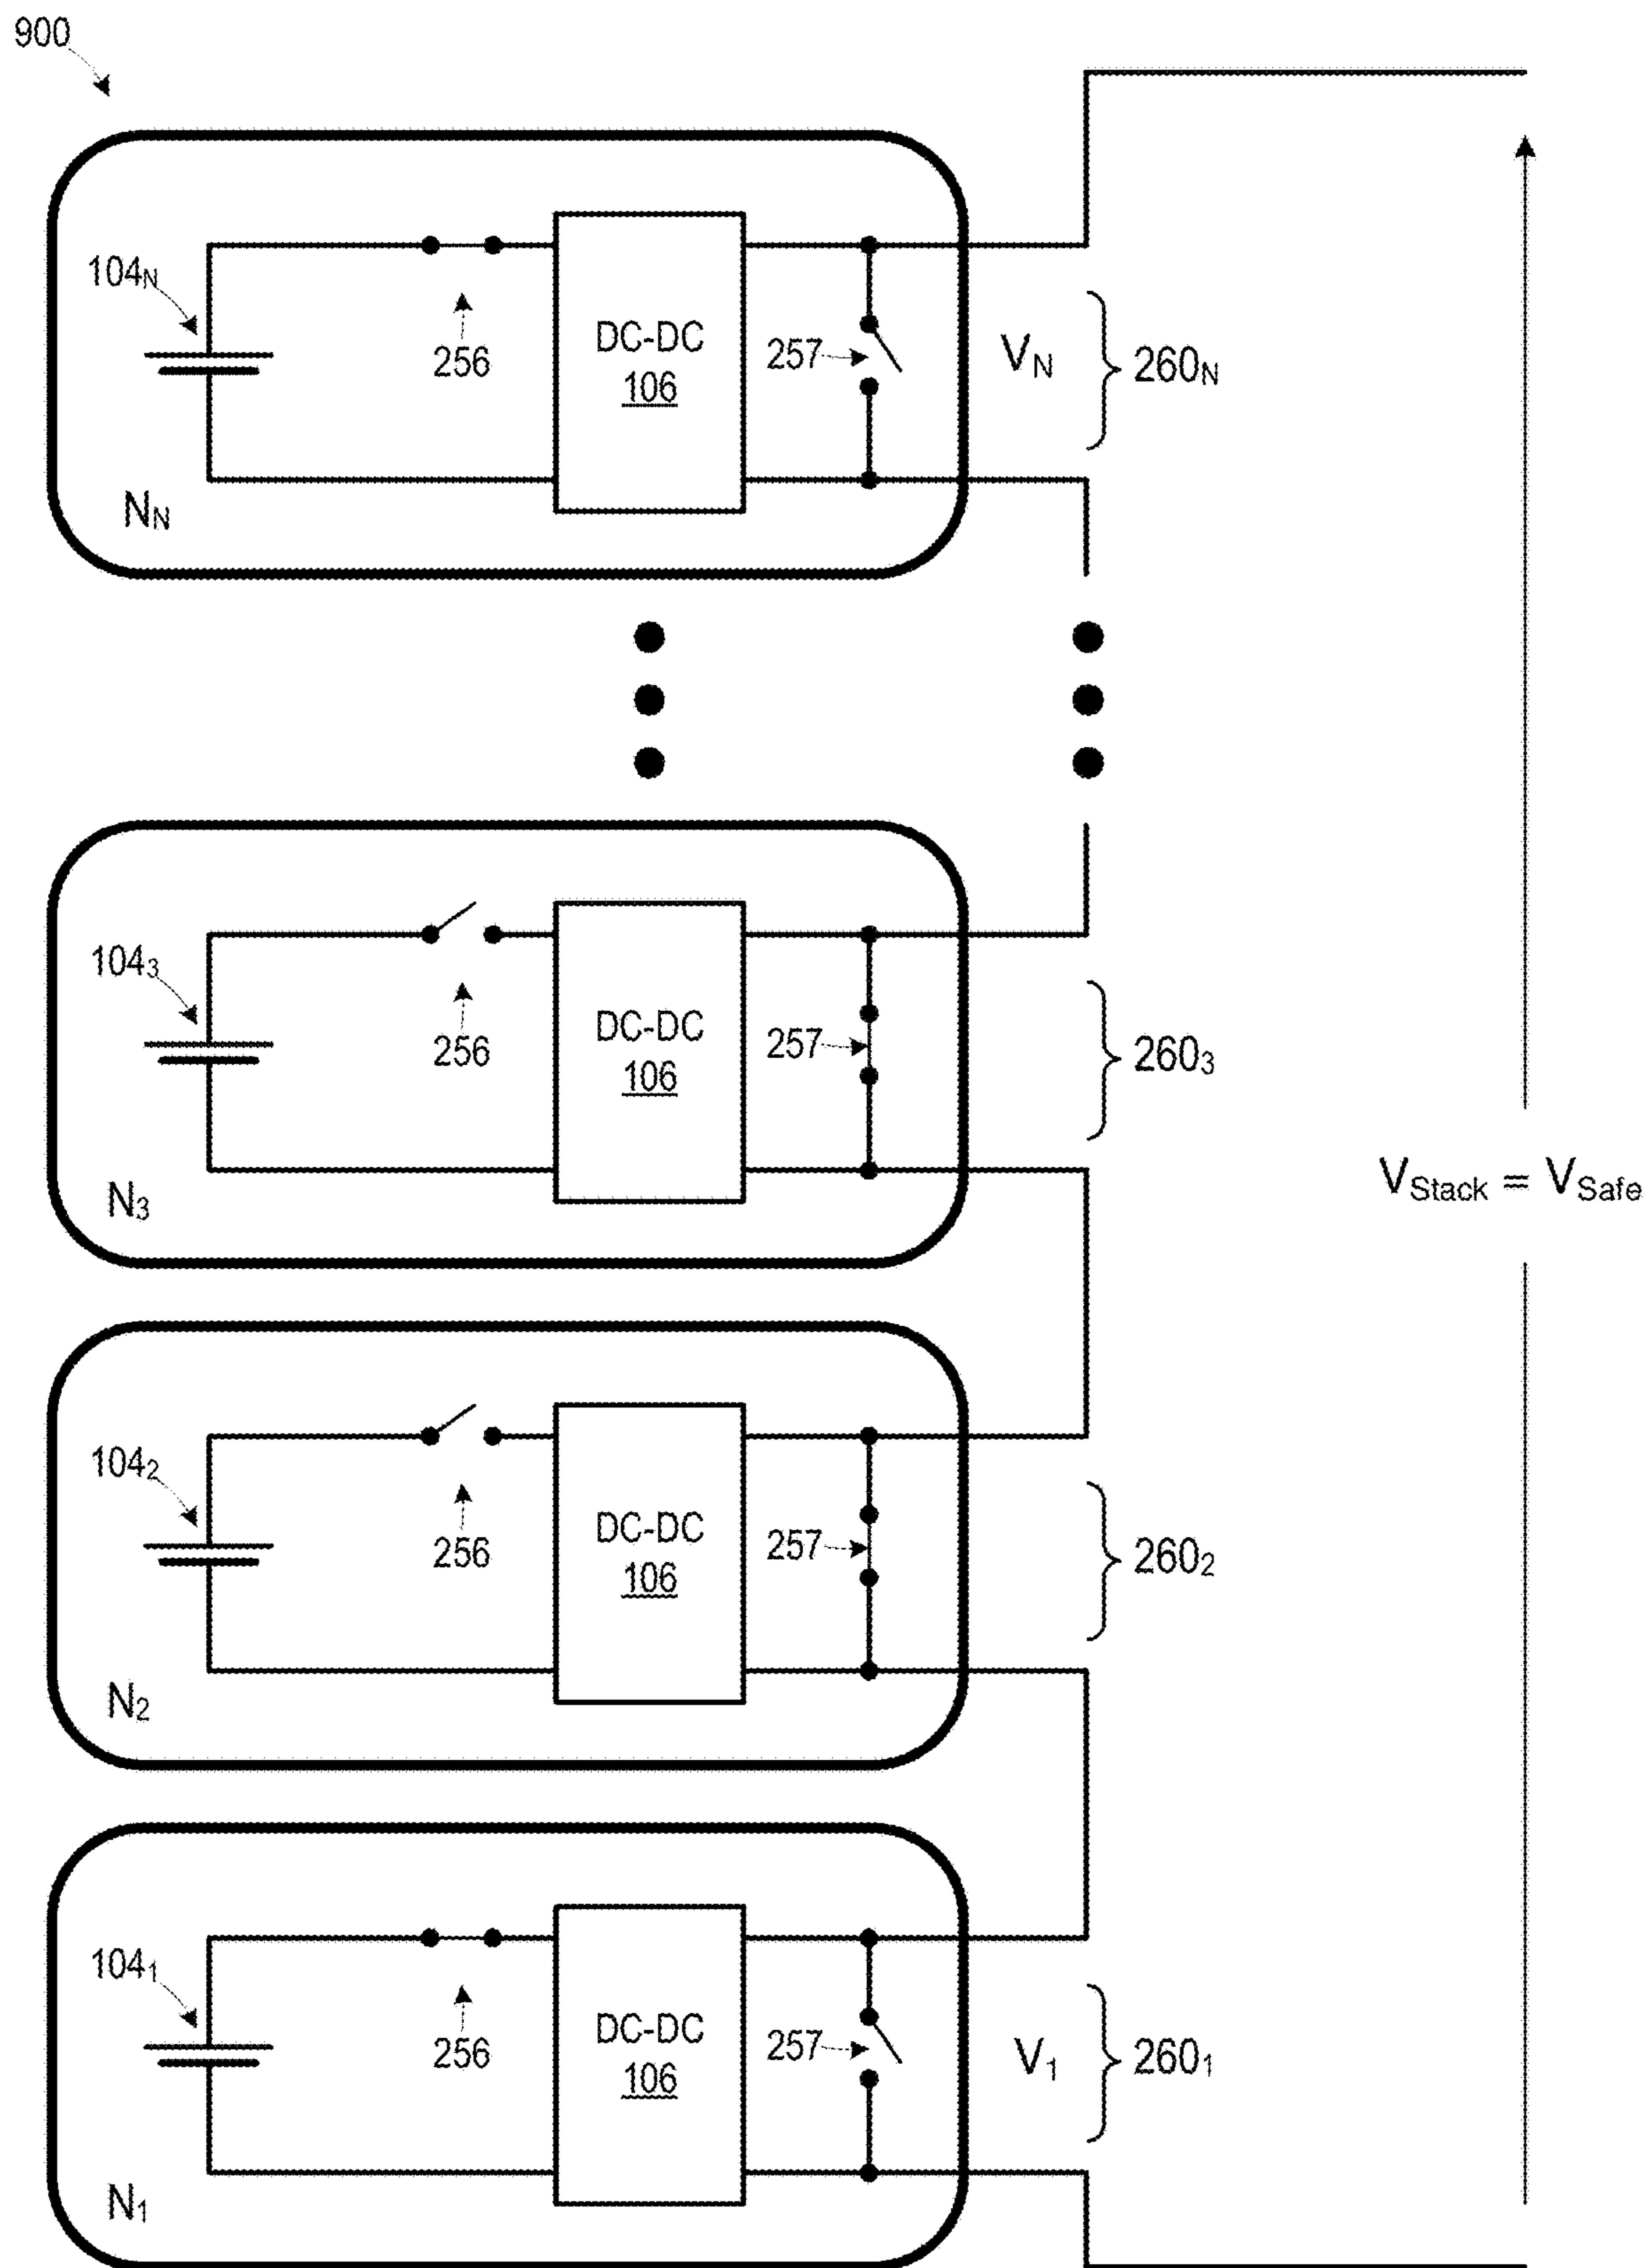 900
104N
256
DC-DC
106
257
VN
260N
NN
1043
256
DC-DC
106
257
2603
N3
VStack = VSafe
1042
256
DC-DC
106
257
2602
N2
1041
256
DC-DC
106
257
V1
2601
N1